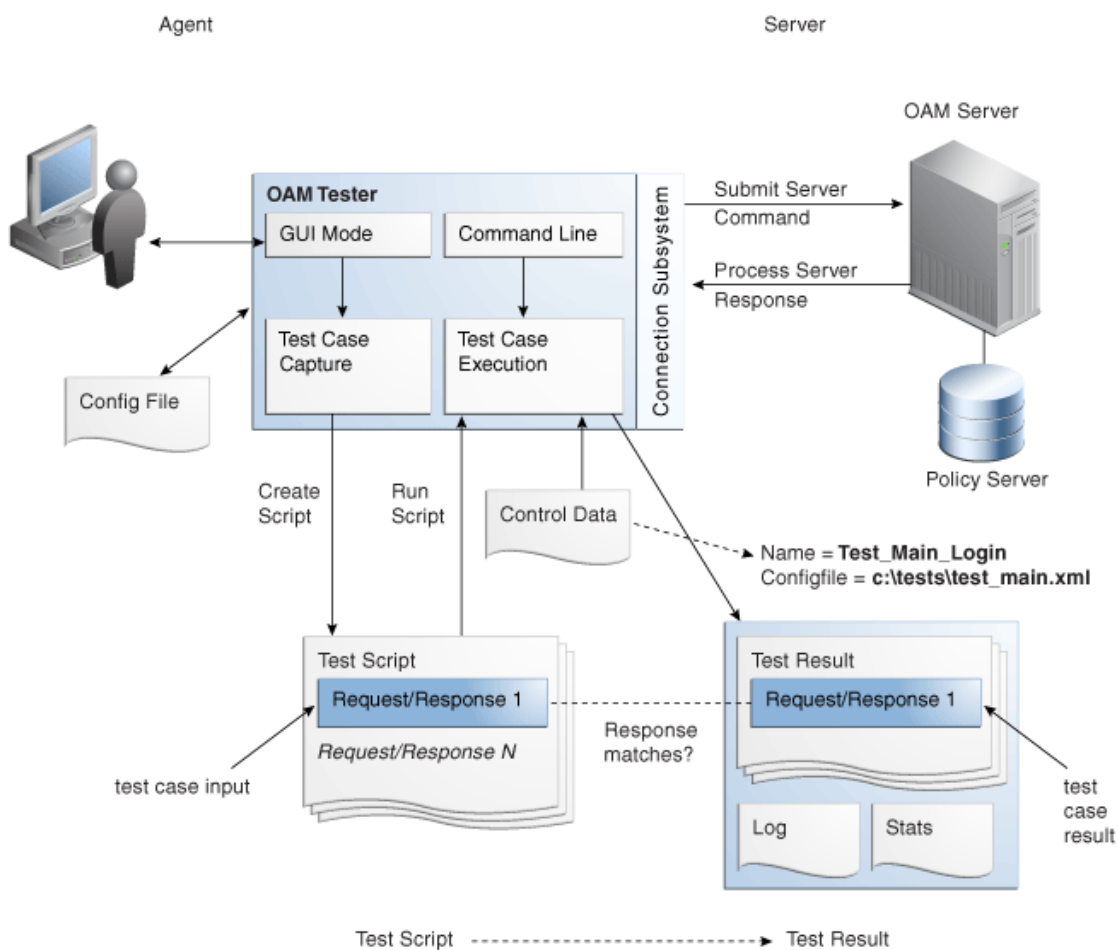 Agent
Server
OAM Server
OAM Tester
GUI Mode
Command Line
Connection Subsystem
Submit Server
Command
Process Server
Response
Test Case
Capture
Test Case
Execution
Config File
Policy Server
Create
Script
Run
Script
Control Data
Name = Test_Main_Login
Configfile = c:\tests\test_main.xml
Test Script
Request/Response 1
Request/Response N
test case input
Response
matches?
Test Result
Request/Response 1
test
case
result
Log
Stats
Test Script
Test Result